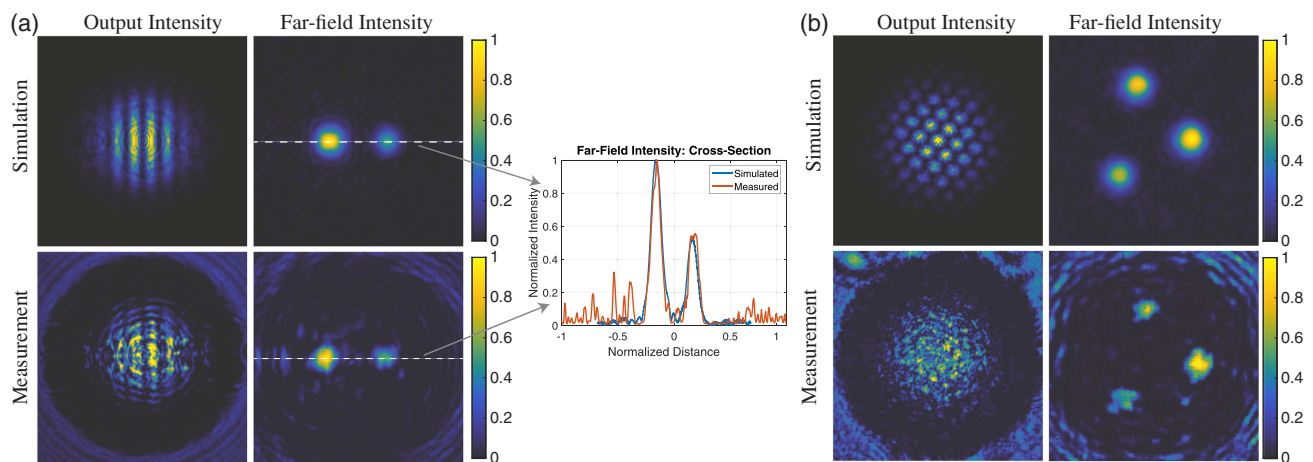 (a)
Output Intensity
Far-field Intensity
Simulation
1
0.8
0.6
0.4
0.2
0
Measurement
1
0.8
0.6
0.4
0.2
0
Far-Field Intensity: Cross-Section
Simulated
Measured
Normalized Intensity
1
0.8
0.6
0.4
0.2
0
-1
-0.5
0
0.5
1
Normalized Distance
(b)
Output Intensity
Far-field Intensity
Simulation
1
0.8
0.6
0.4
0.2
0
Measurement
1
0.8
0.6
0.4
0.2
0